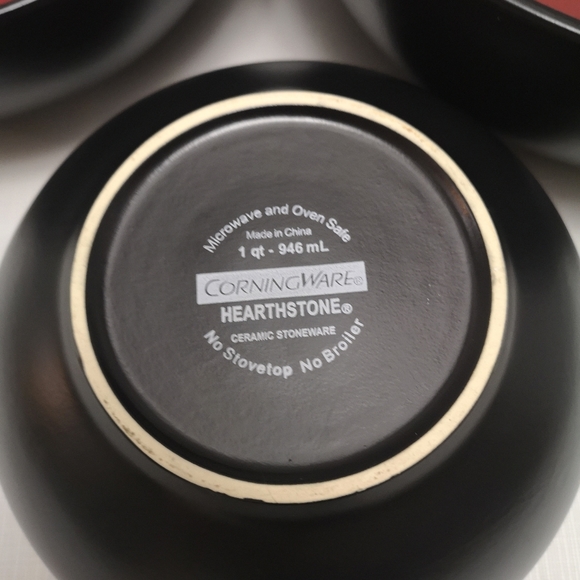 Microwave and Oven Safe
Made in China
1 qt - 946 mL
CORNINGWARE®
HEARTHSTONE®
CERAMIC STONEWARE
No Stovetop No Broiler